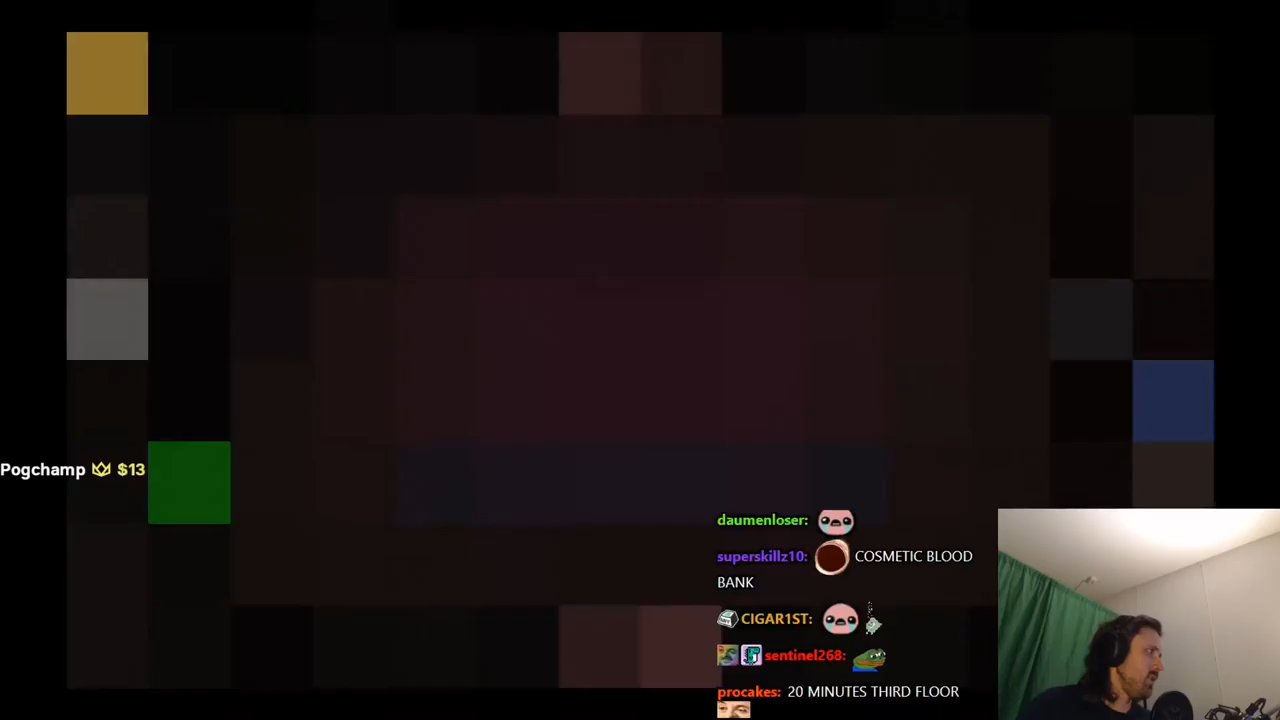 Pogchamp $13
daumenloser:
superskillz10: COSMETIC BLOOD
BANK
CIGAR1ST:
sentinel268:
procakes: 20 MINUTES THIRD FLOOR